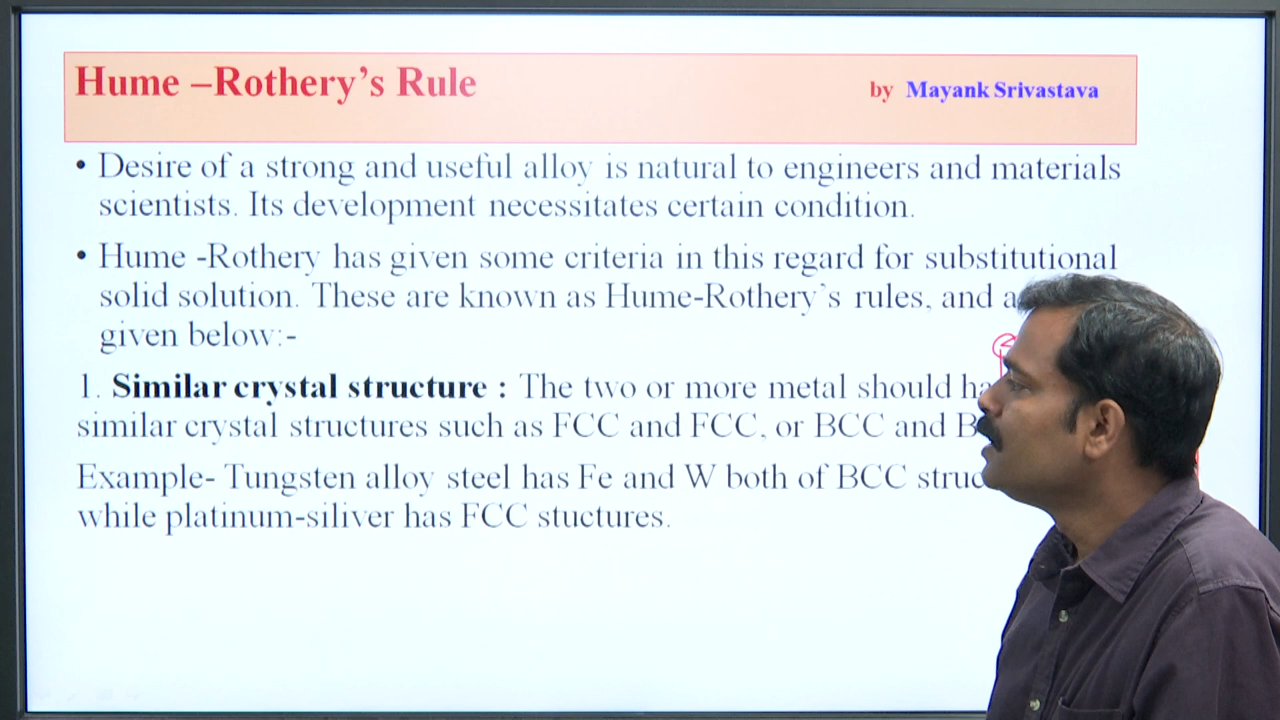 Hume –Rothery’s Rule by Mayank Srivastava
• Desire of a strong and useful alloy is natural to engineers and materials
scientists. Its development necessitates certain condition.
• Hume -Rothery has given some criteria in this regard for substitutional
solid solution. These are known as Hume-Rothery`s rules, and
given below:-
1. Similar crystal structure : The two or more metal should
similar crystal structures such as FCC and FCC, or BCC and
Example- Tungsten alloy steel has Fe and W both of BCC
while platinum-siliver has FCC stuctures.